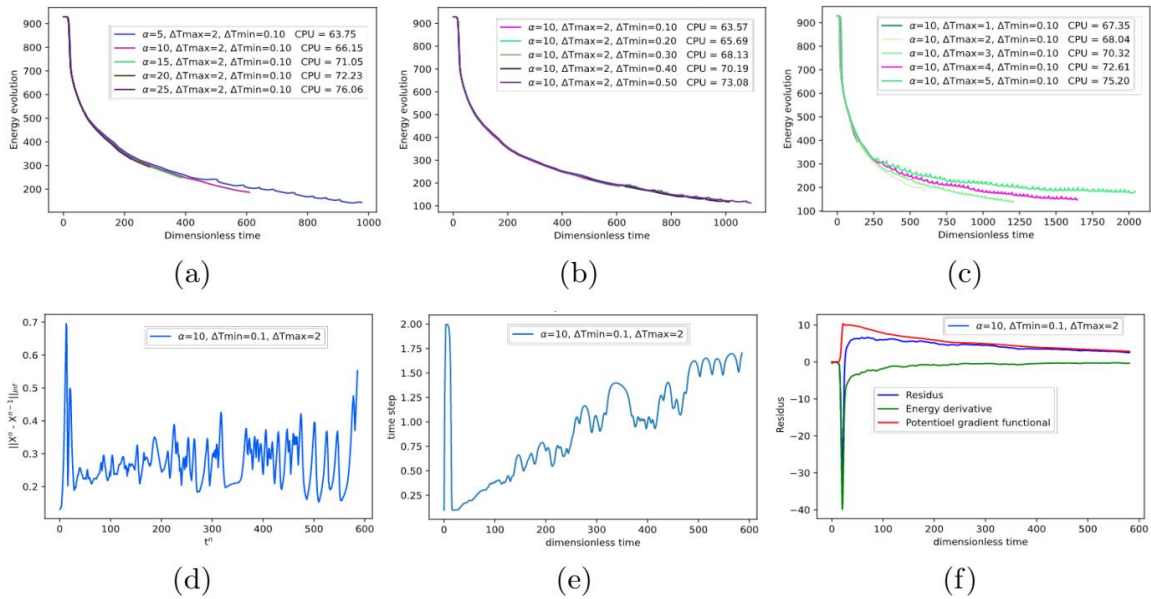 900
800
700
600
500
400
300
200
Energy evolution
α=5, ΔTmax=2, ΔTmin=0.10 CPU = 63.75
α=10, ΔTmax=2, ΔTmin=0.10 CPU = 66.15
α=15, ΔTmax=2, ΔTmin=0.10 CPU = 71.05
α=20, ΔTmax=2, ΔTmin=0.10 CPU = 72.23
α=25, ΔTmax=2, ΔTmin=0.10 CPU = 76.06
0 200 400 600 800 1000
Dimensionless time
(a)
900
800
700
600
500
400
300
200
100
Energy evolution
α=10, ΔTmax=2, ΔTmin=0.10 CPU = 63.57
α=10, ΔTmax=2, ΔTmin=0.20 CPU = 65.69
α=10, ΔTmax=2, ΔTmin=0.30 CPU = 68.13
α=10, ΔTmax=2, ΔTmin=0.40 CPU = 70.19
α=10, ΔTmax=2, ΔTmin=0.50 CPU = 73.08
0 200 400 600 800 1000
Dimensionless time
(b)
900
800
700
600
500
400
300
200
100
Energy evolution
α=10, ΔTmax=1, ΔTmin=0.10 CPU = 67.35
α=10, ΔTmax=2, ΔTmin=0.10 CPU = 68.04
α=10, ΔTmax=3, ΔTmin=0.10 CPU = 70.32
α=10, ΔTmax=4, ΔTmin=0.10 CPU = 72.61
α=10, ΔTmax=5, ΔTmin=0.10 CPU = 75.20
0 250 500 750 1000 1250 1500 1750 2000
Dimensionless time
(c)
0.7
0.6
0.5
0.4
0.3
0.2
||Xⁿ - Xⁿ⁻¹||inf
α=10, ΔTmin=0.1, ΔTmax=2
0 100 200 300 400 500 600
tⁿ
(d)
2.00
1.75
1.50
1.25
1.00
0.75
0.50
0.25
time step
α=10, ΔTmin=0.1, ΔTmax=2
0 100 200 300 400 500 600
dimensionless time
(e)
10
0
−10
−20
−30
−40
Residus
α=10, ΔTmin=0.1, ΔTmax=2
Residus
Energy derivative
Potentioel gradient functional
0 100 200 300 400 500 600
dimensionless time
(f)